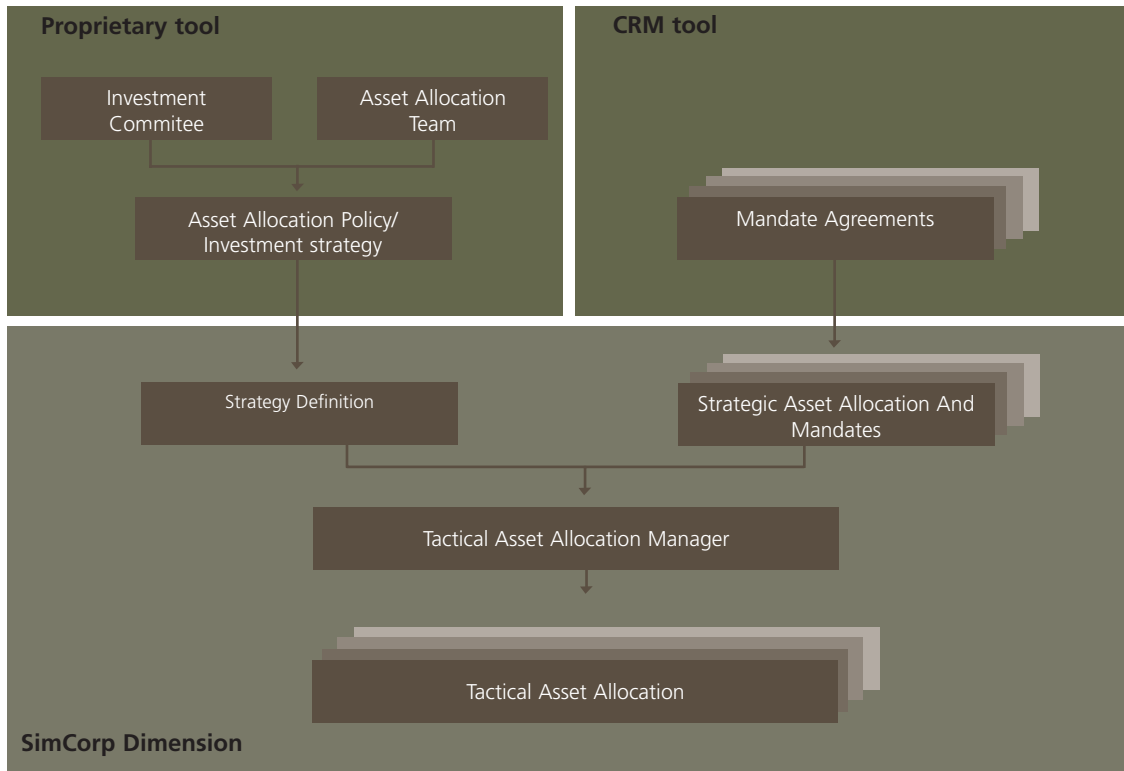 Proprietary tool
Investment
Commitee
Asset Allocation
Team
Asset Allocation Policy/
Investment strategy
CRM tool
Mandate Agreements
Strategy Definition
Strategic Asset Allocation And
Mandates
Tactical Asset Allocation Manager
Tactical Asset Allocation
SimCorp Dimension